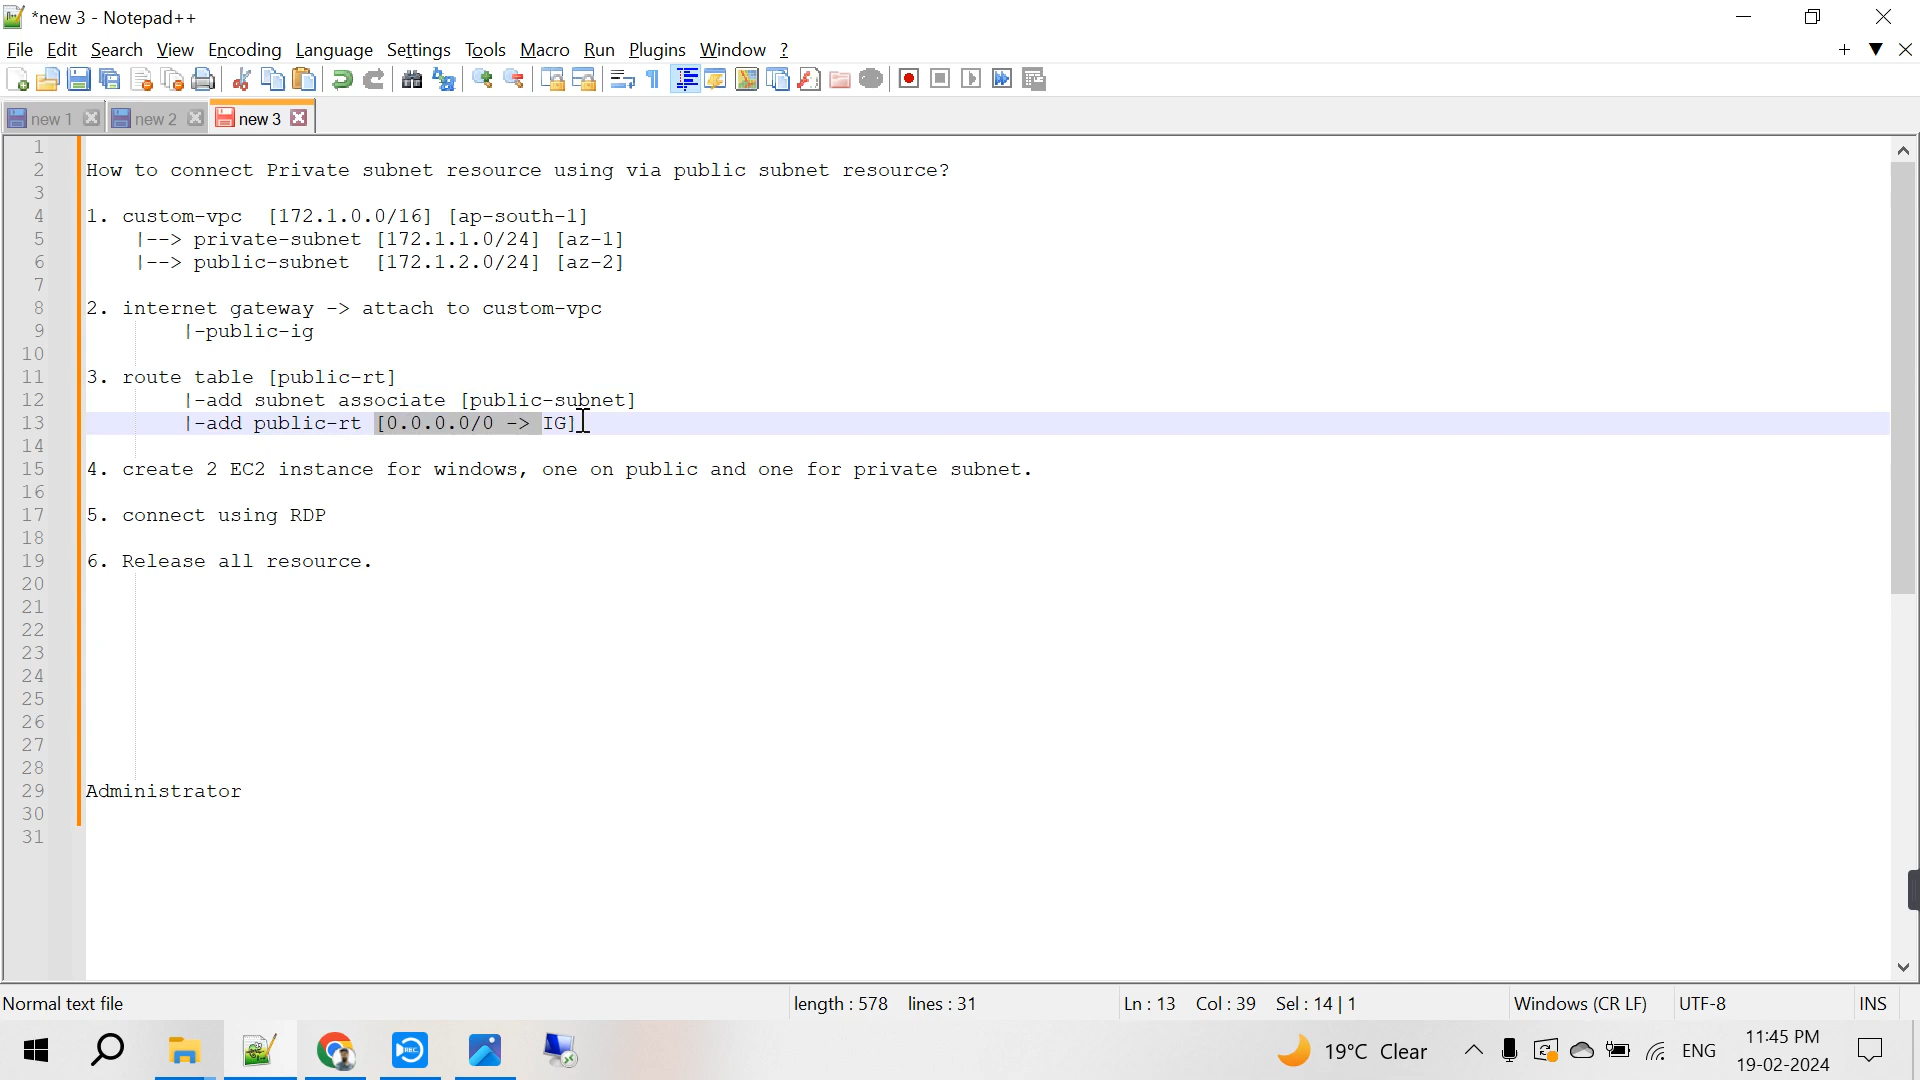 *new 3 - Notepad++
File Edit Search View Encoding Language Settings Tools Macro Run Plugins Window ?
new 1 new 2 new 3
1
2 How to connect Private subnet resource using via public subnet resource?
3
4 1. custom-vpc [172.1.0.0/16] [ap-south-1]
5 |--> private-subnet [172.1.1.0/24] [az-1]
6 |--> public-subnet [172.1.2.0/24] [az-2]
7
8 2. internet gateway -> attach to custom-vpc
9 |-public-ig
10
11 3. route table [public-rt]
12 |-add subnet associate [public-subnet]
13 |-add public-rt [0.0.0.0/0 -> IG]
14
15 4. create 2 EC2 instance for windows, one on public and one for private subnet.
16
17 5. connect using RDP
18
19 6. Release all resource.
20
21
22
23
24
25
26
27
28
29 Administrator
30
31
Normal text file length : 578 lines : 31 Ln : 13 Col : 39 Sel : 14 | 1 Windows (CR LF) UTF-8 INS
REC
19°C Clear ENG 11:45 PM
19-02-2024